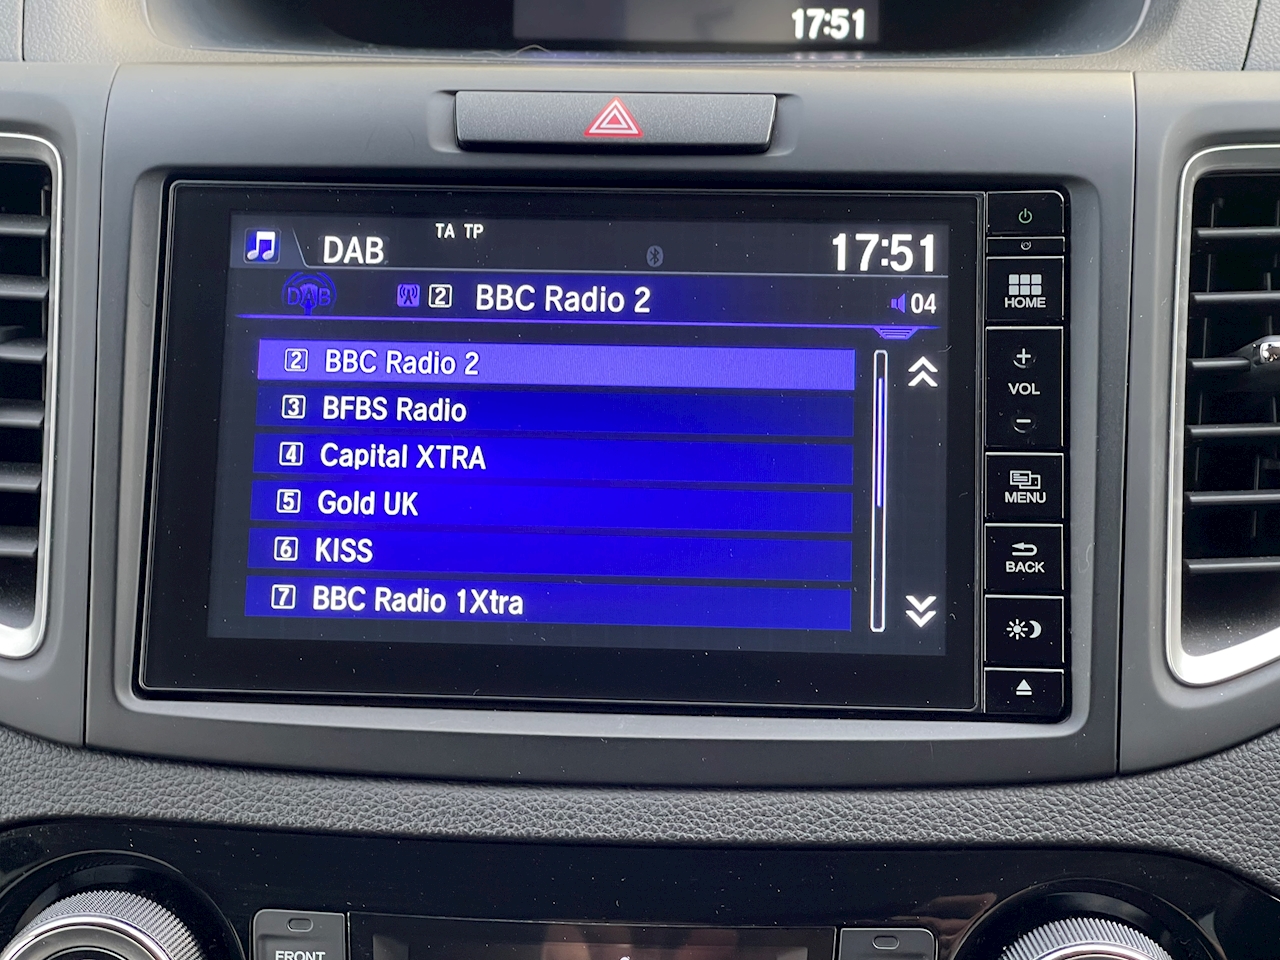 17:51
DAB
TA TP
17:51
DAB
2 BBC Radio 2
04
2 BBC Radio 2
3 BFBS Radio
4 Capital XTRA
5 Gold UK
6 KISS
7 BBC Radio 1Xtra
HOME
+
VOL
-
MENU
BACK
FRONT